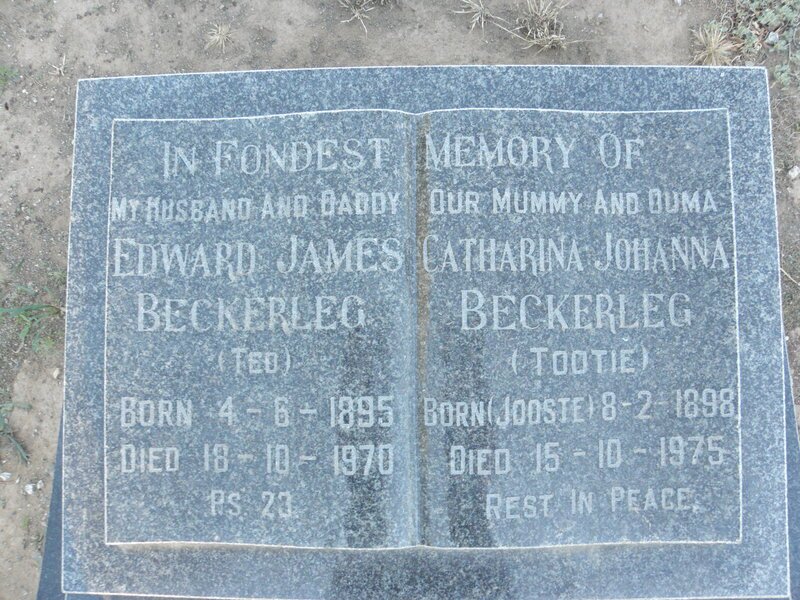 IN FONDEST MEMORY OF
MY HUSBAND AND DADDY
EDWARD JAMES
BECKERLEG
(TED)
BORN 4-6-1895
DIED 18-10-1970
PS 23
OUR MUMMY AND OUMA
CATHARINA JOHANNA
BECKERLEG
(TOOTIE)
BORN (JOOSTE) 8-2-1898
DIED 15-10-1975
REST IN PEACE.